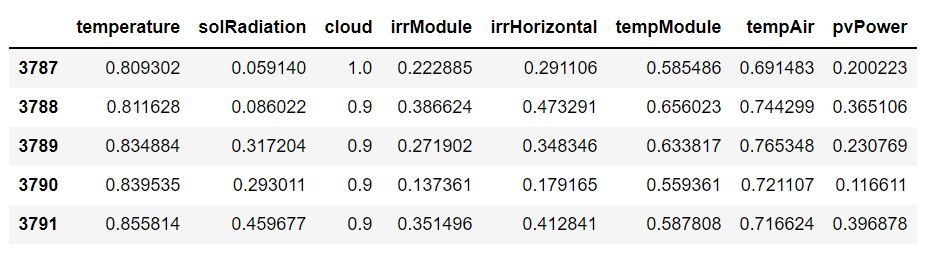 temperature solRadiation cloud irrModule irrHorizontal tempModule tempAir pvPower
3787 0.809302 0.059140 1.0 0.222885 0.291106 0.585486 0.691483 0.200223
3788 0.811628 0.086022 0.9 0.386624 0.473291 0.656023 0.744299 0.365106
3789 0.834884 0.317204 0.9 0.271902 0.348346 0.633817 0.765348 0.230769
3790 0.839535 0.293011 0.9 0.137361 0.179165 0.559361 0.721107 0.116611
3791 0.855814 0.459677 0.9 0.351496 0.412841 0.587808 0.716624 0.396878